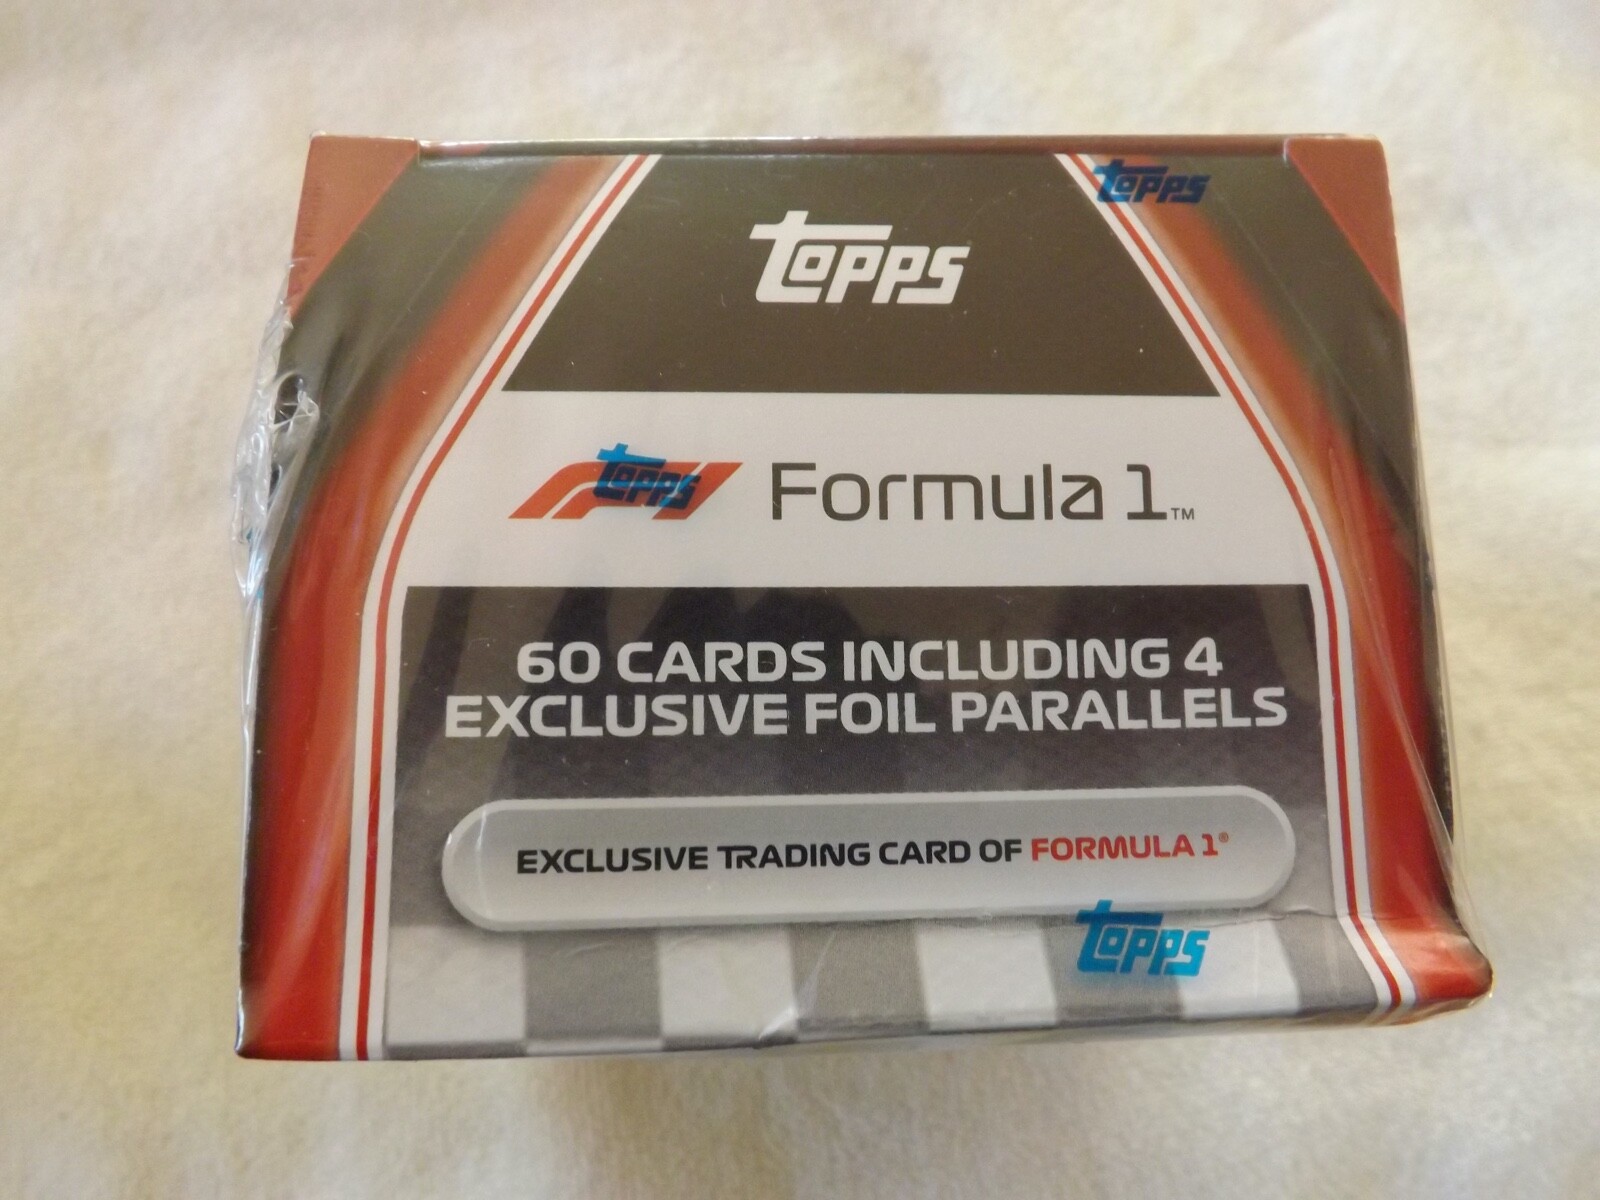 topps
topps
topps
Formula 1™
60 CARDS INCLUDING 4
EXCLUSIVE FOIL PARALLELS
EXCLUSIVE TRADING CARD OF FORMULA 1®
topps